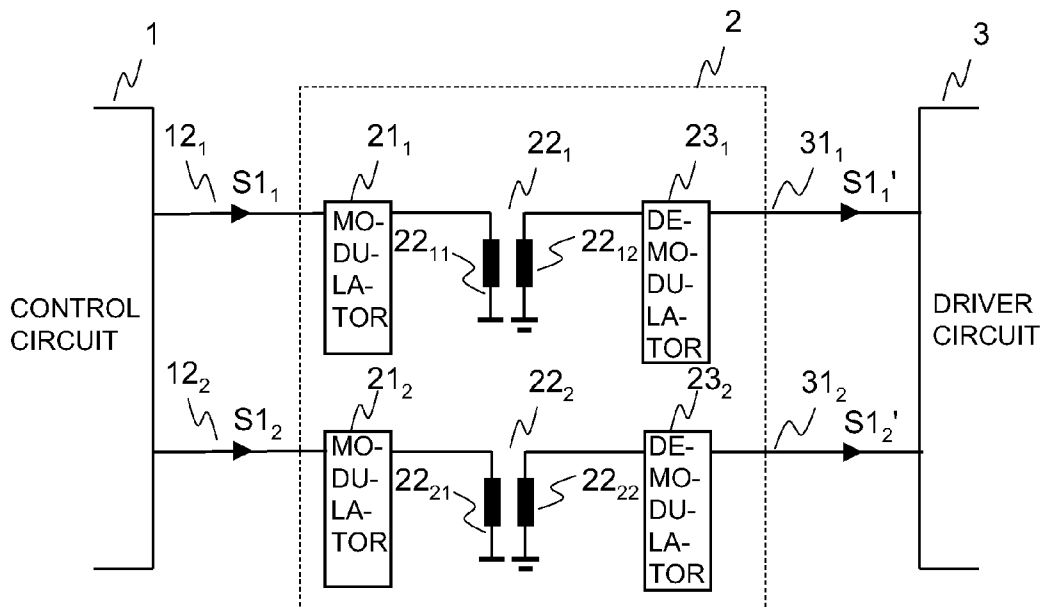 1
2
3
12₁
S1₁
21₁
22₁
23₁
31₁
S1₁'
MO-
DU-
LA-
TOR
22₁₁
22₁₂
DE-
MO-
DU-
LA-
TOR
CONTROL
CIRCUIT
DRIVER
CIRCUIT
12₂
S1₂
21₂
22₂
23₂
31₂
S1₂'
MO-
DU-
LA-
TOR
22₂₁
22₂₂
DE-
MO-
DU-
LA-
TOR